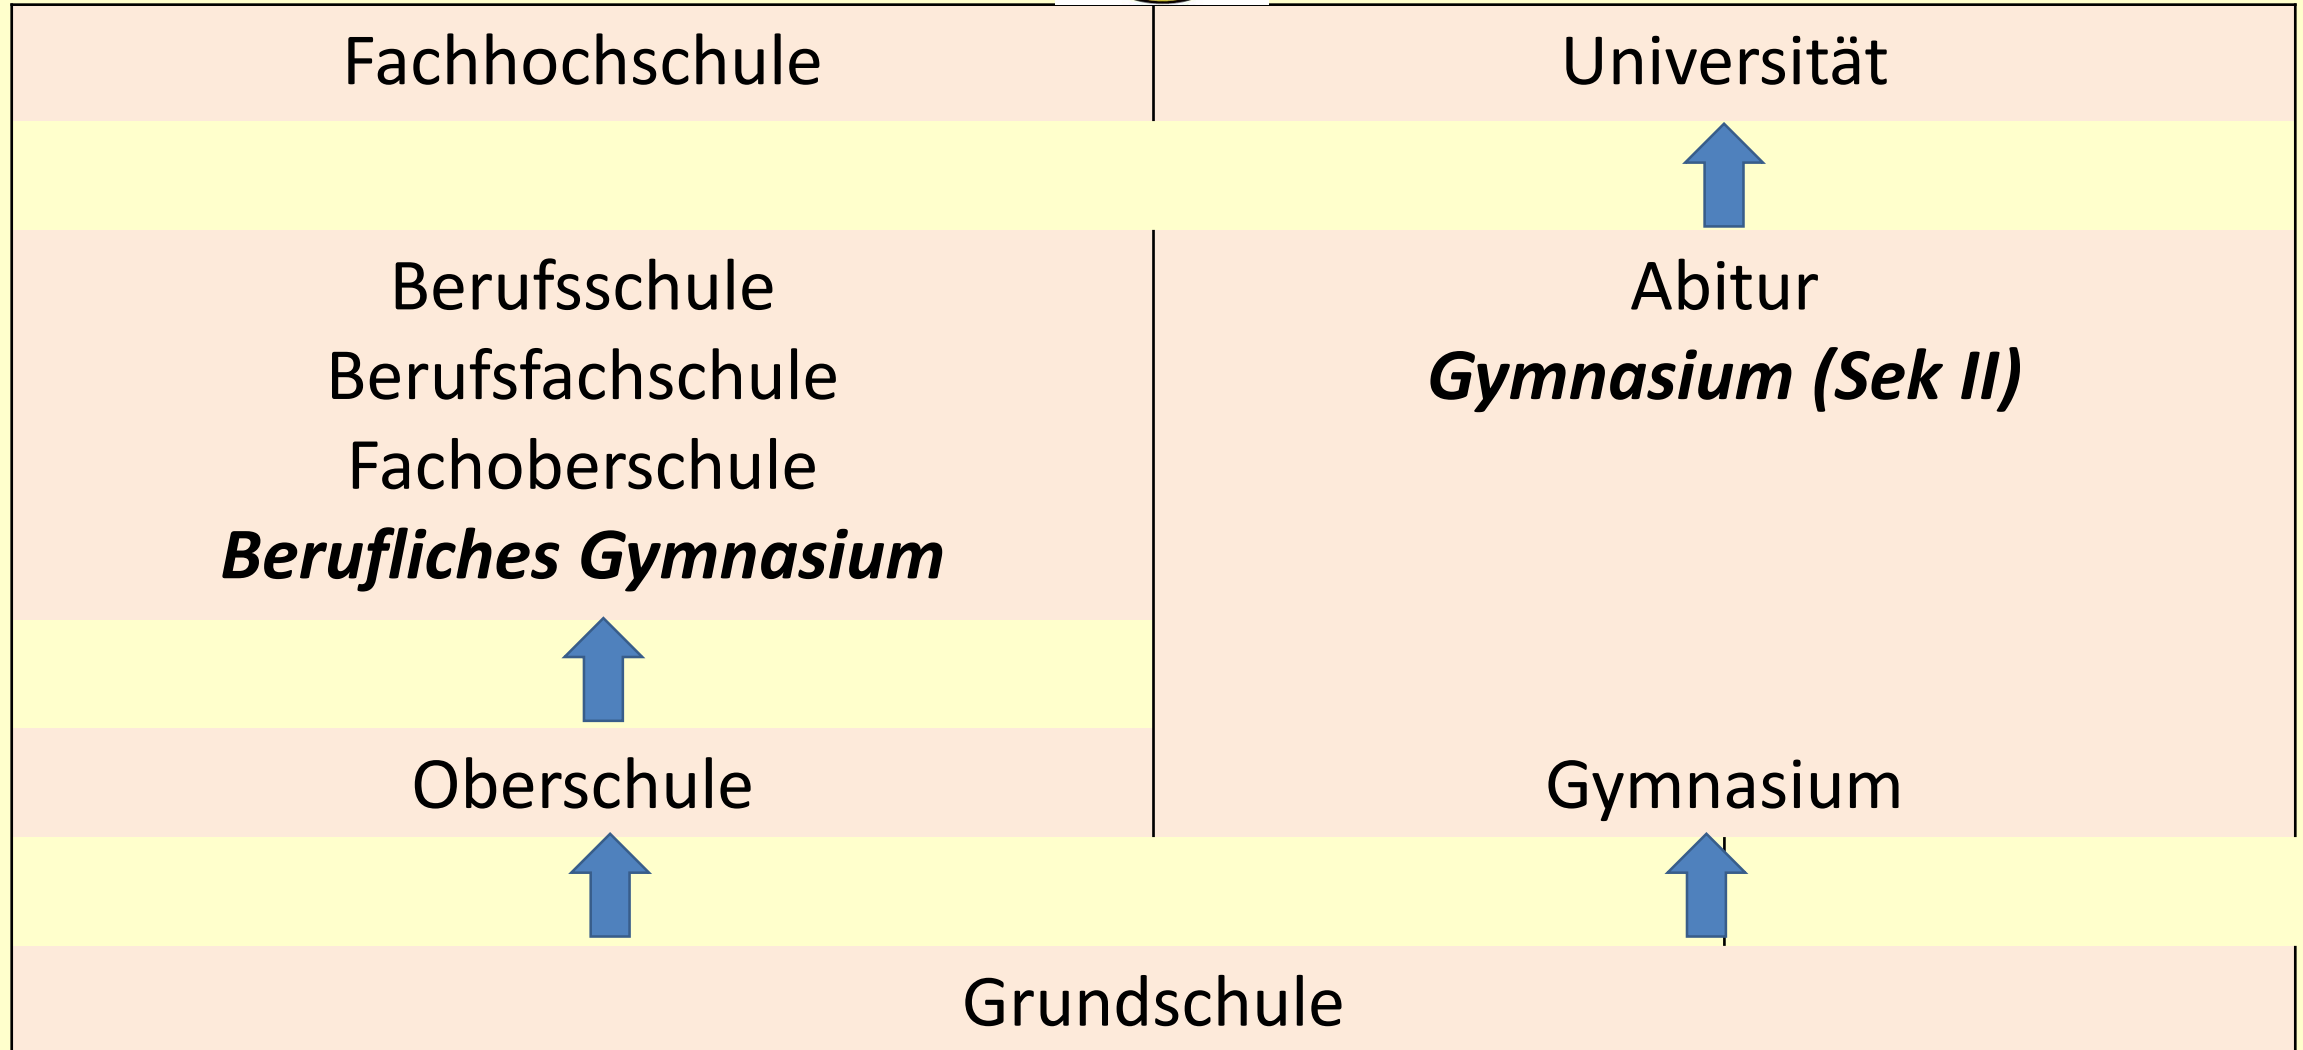 Fachhochschule
Universität
Berufsschule
Berufsfachschule
Fachoberschule
Berufliches Gymnasium
Abitur
Gymnasium (Sek II)
Oberschule
Gymnasium
Grundschule